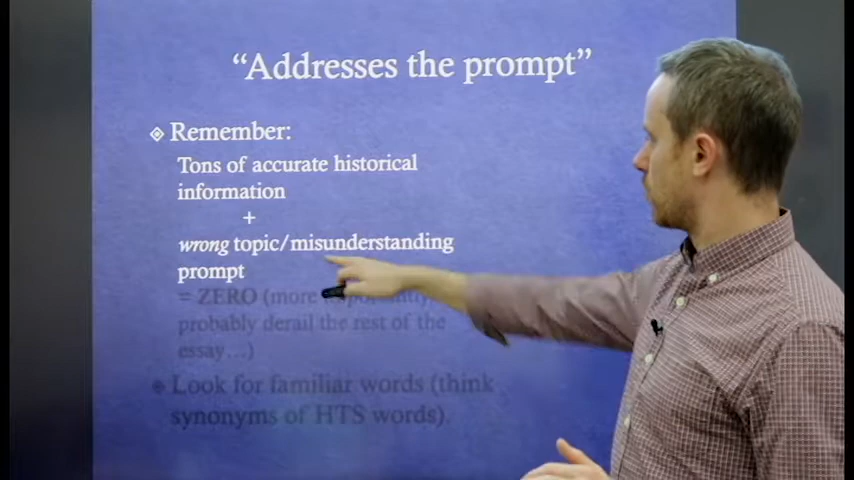 “Addresses the prompt”
Remember:
Tons of accurate historical
information
+
wrong topic/misunderstanding
prompt
= ZERO (more importantly,
probably derail the rest of the
essay…)
Look for familiar words (think
synonyms of HTS words).